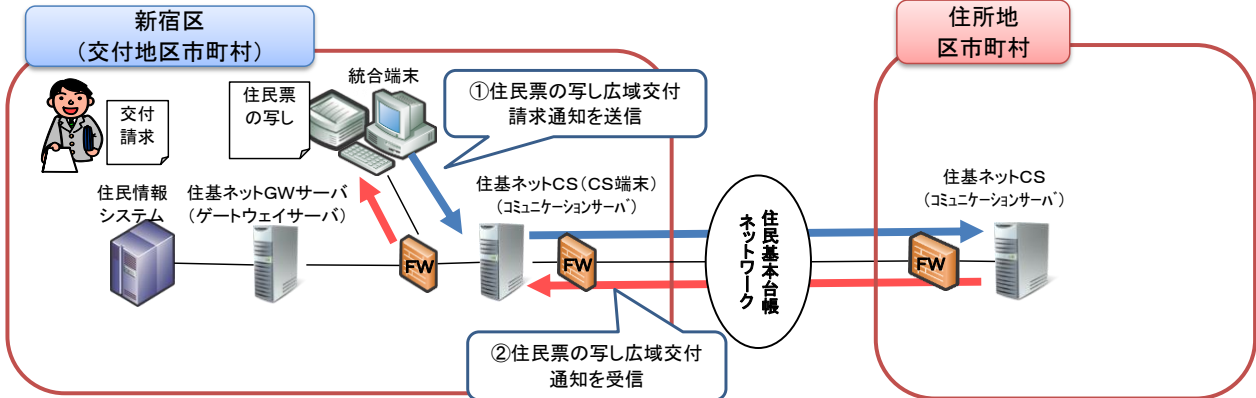 新宿区
（交付地区市町村）
住所地
区市町村
統合端末
交付
請求
住民票
の写し
①住民票の写し広域交付
請求通知を送信
住民情報
システム
住基ネットGWサーバ
（ゲートウェイサーバ）
住基ネットCS（CS端末）
（ｺﾐｭﾆｹｰｼｮﾝｻｰﾊﾞ）
住基ネットCS
（ｺﾐｭﾆｹｰｼｮﾝｻｰﾊﾞ）
住民基本台帳
ネットワーク
FW
FW
FW
②住民票の写し広域交付
通知を受信